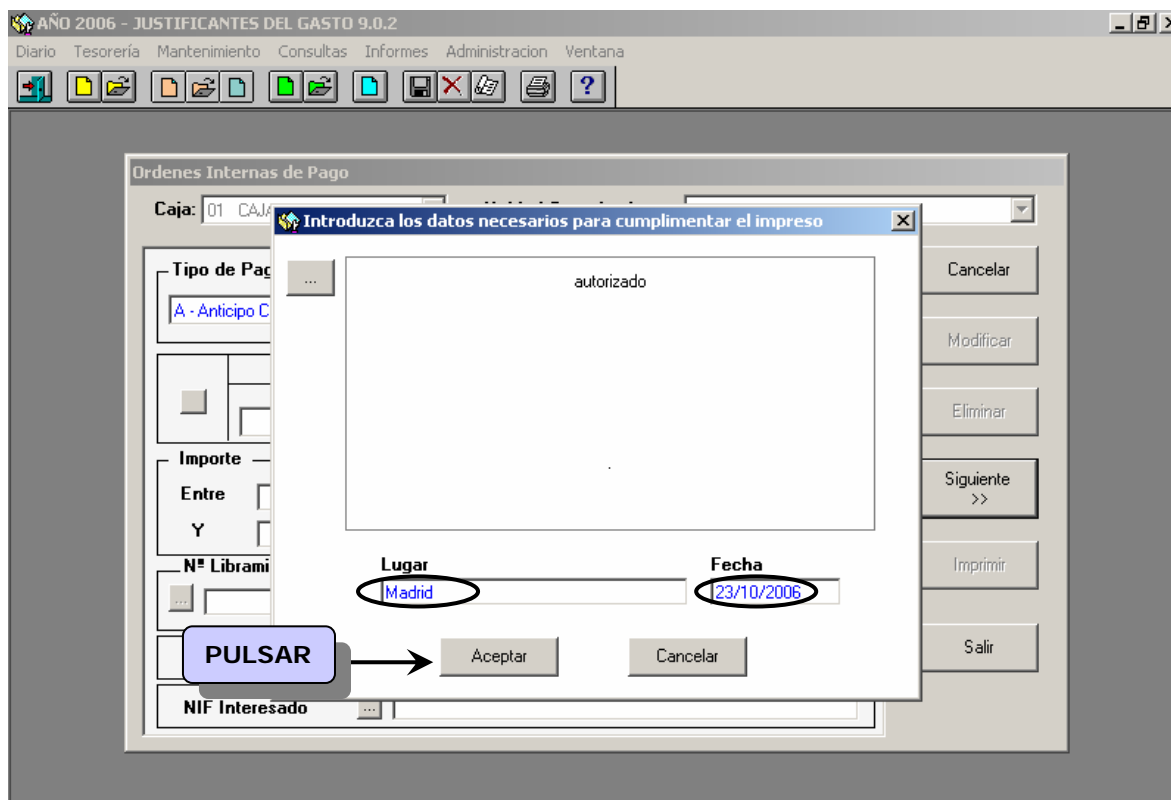 AÑO 2006 - JUSTIFICANTES DEL GASTO 9.0.2
Diario Tesorería Mantenimiento Consultas Informes Administracion Ventana
?
Ordenes Internas de Pago
Caja: 01 CAJA
Introduzca los datos necesarios para cumplimentar el impreso
Tipo de Pag
... autorizado
Cancelar
A - Anticipo C
Modificar
Eliminar
.
Importe
Entre
Y
Siguiente
>>
Nº Librami
...
Lugar Fecha
Madrid 23/10/2006
Imprimir
PULSAR
Aceptar Cancelar
Salir
NIF Interesado ...